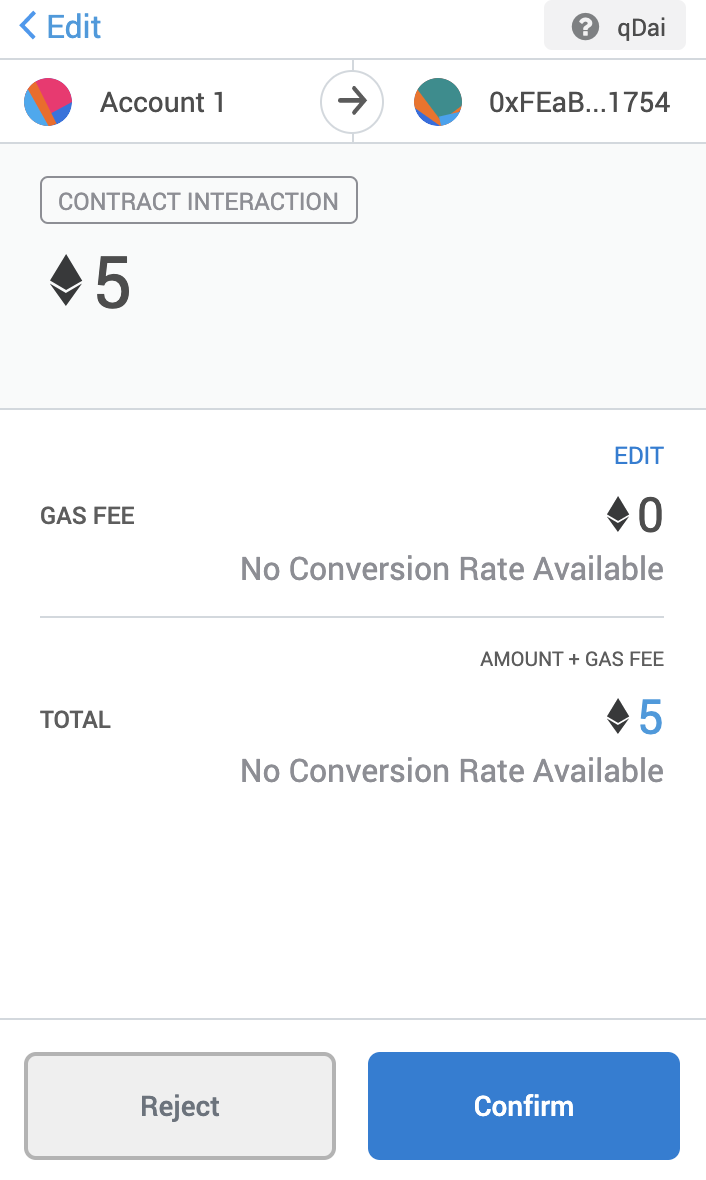 Edit
? qDai
Account 1
0xFEaB...1754
CONTRACT INTERACTION
5
EDIT
GAS FEE
0
No Conversion Rate Available
AMOUNT + GAS FEE
TOTAL
5
No Conversion Rate Available
Reject
Confirm